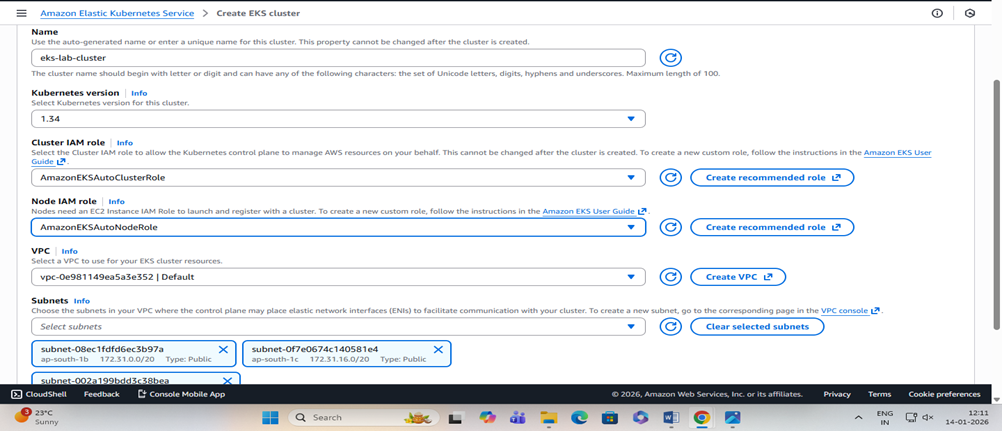 Amazon Elastic Kubernetes Service > Create EKS cluster
Name
Use the auto-generated name or enter a unique name for this cluster. This property cannot be changed after the cluster is created.
eks-lab-cluster
The cluster name should begin with letter or digit and can have any of the following characters: the set of Unicode letters, digits, hyphens and underscores. Maximum length of 100.
Kubernetes version | Info
Select Kubernetes version for this cluster.
1.34
Cluster IAM role | Info
Select the Cluster IAM role to allow the Kubernetes control plane to manage AWS resources on your behalf. This cannot be changed after the cluster is created. To create a new custom role, follow the instructions in the Amazon EKS User
Guide .
AmazonEKSAutoClusterRole Create recommended role
Node IAM role | Info
Nodes need an EC2 Instance IAM Role to launch and register with a cluster. To create a new custom role, follow the instructions in the Amazon EKS User Guide .
AmazonEKSAutoNodeRole Create recommended role
VPC | Info
Select a VPC to use for your EKS cluster resources.
vpc-0e981149ea5a3e352 | Default Create VPC
Subnets Info
Choose the subnets in your VPC where the control plane may place elastic network interfaces (ENIs) to facilitate communication with your cluster. To create a new subnet, go to the corresponding page in the VPC console .
Select subnets Clear selected subnets
subnet-08ec1fdfd6ec3b97a subnet-0f7e0674c140581e4
ap-south-1b 172.31.0.0/20 Type: Public ap-south-1c 172.31.16.0/20 Type: Public
subnet-002a199bdd3c38bea
CloudShell Feedback Console Mobile App © 2026, Amazon Web Services, Inc. or its affiliates. Privacy Terms Cookie preferences
3 23°C Search ENG 12:11
Sunny IN 14-01-2026